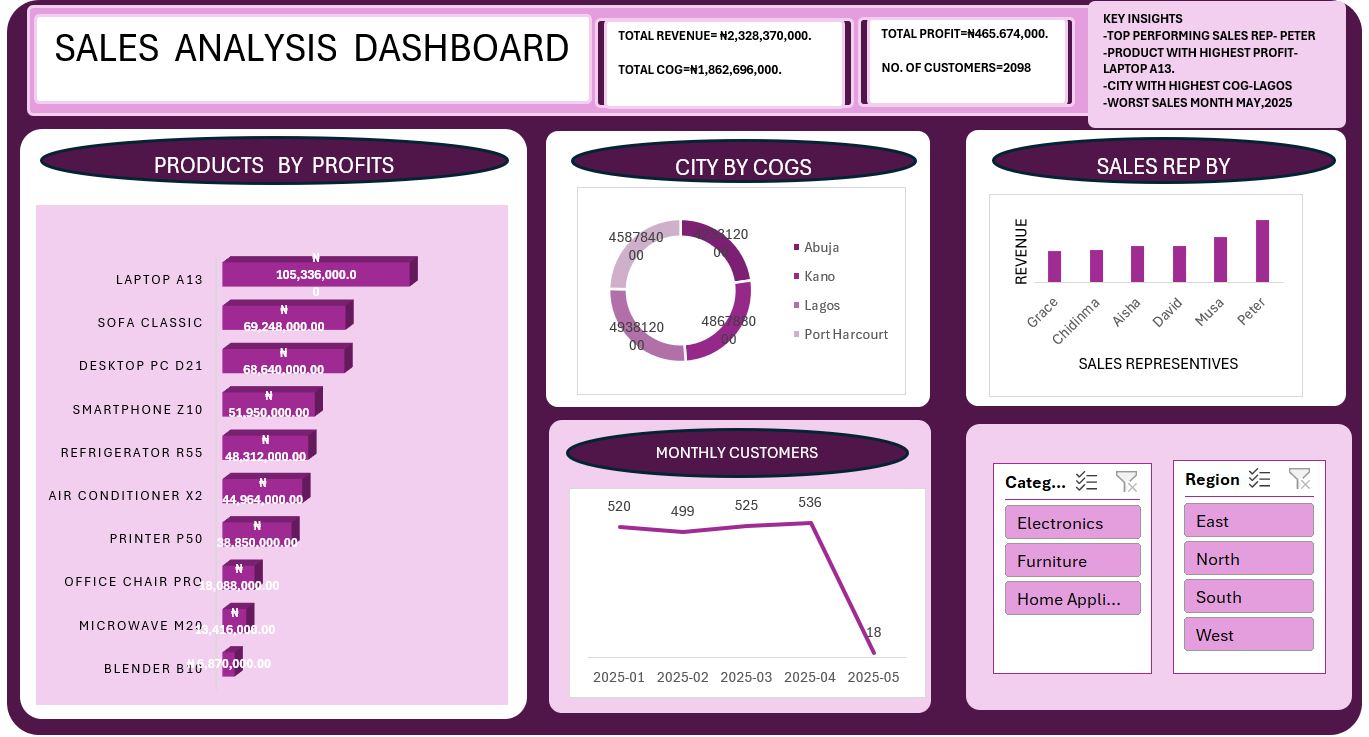 SALES ANALYSIS DASHBOARD
TOTAL REVENUE= ₦2,328,370,000.
TOTAL COG=₦1,862,696,000.
TOTAL PROFIT=₦465.674,000.
NO. OF CUSTOMERS=2098
KEY INSIGHTS
-TOP PERFORMING SALES REP- PETER
-PRODUCT WITH HIGHEST PROFIT-
LAPTOP A13.
-CITY WITH HIGHEST COG-LAGOS
-WORST SALES MONTH MAY,2025
PRODUCTS BY PROFITS
LAPTOP A13
₦
105,336,000.0
0
SOFA CLASSIC
₦
69,248,000.00
DESKTOP PC D21
₦
68,640,000.00
SMARTPHONE Z10
₦
51,950,000.00
REFRIGERATOR R55
₦
48,312,000.00
AIR CONDITIONER X2
₦
44,964,000.00
PRINTER P50
₦
38,850,000.00
OFFICE CHAIR PRO
₦
18,088,000.00
MICROWAVE M20
₦
13,416,000.00
BLENDER B10
CITY BY COGS
4587840
00
4938120
00
4867880
00
Abuja
Kano
Lagos
Port Harcourt
SALES REP BY
REVENUE
Grace
Chidinma
Aisha
David
Musa
Peter
SALES REPRESENTIVES
MONTHLY CUSTOMERS
520
499
525
536
18
2025-01
2025-02
2025-03
2025-04
2025-05
Categ...
Electronics
Furniture
Home Appli...
Region
East
North
South
West